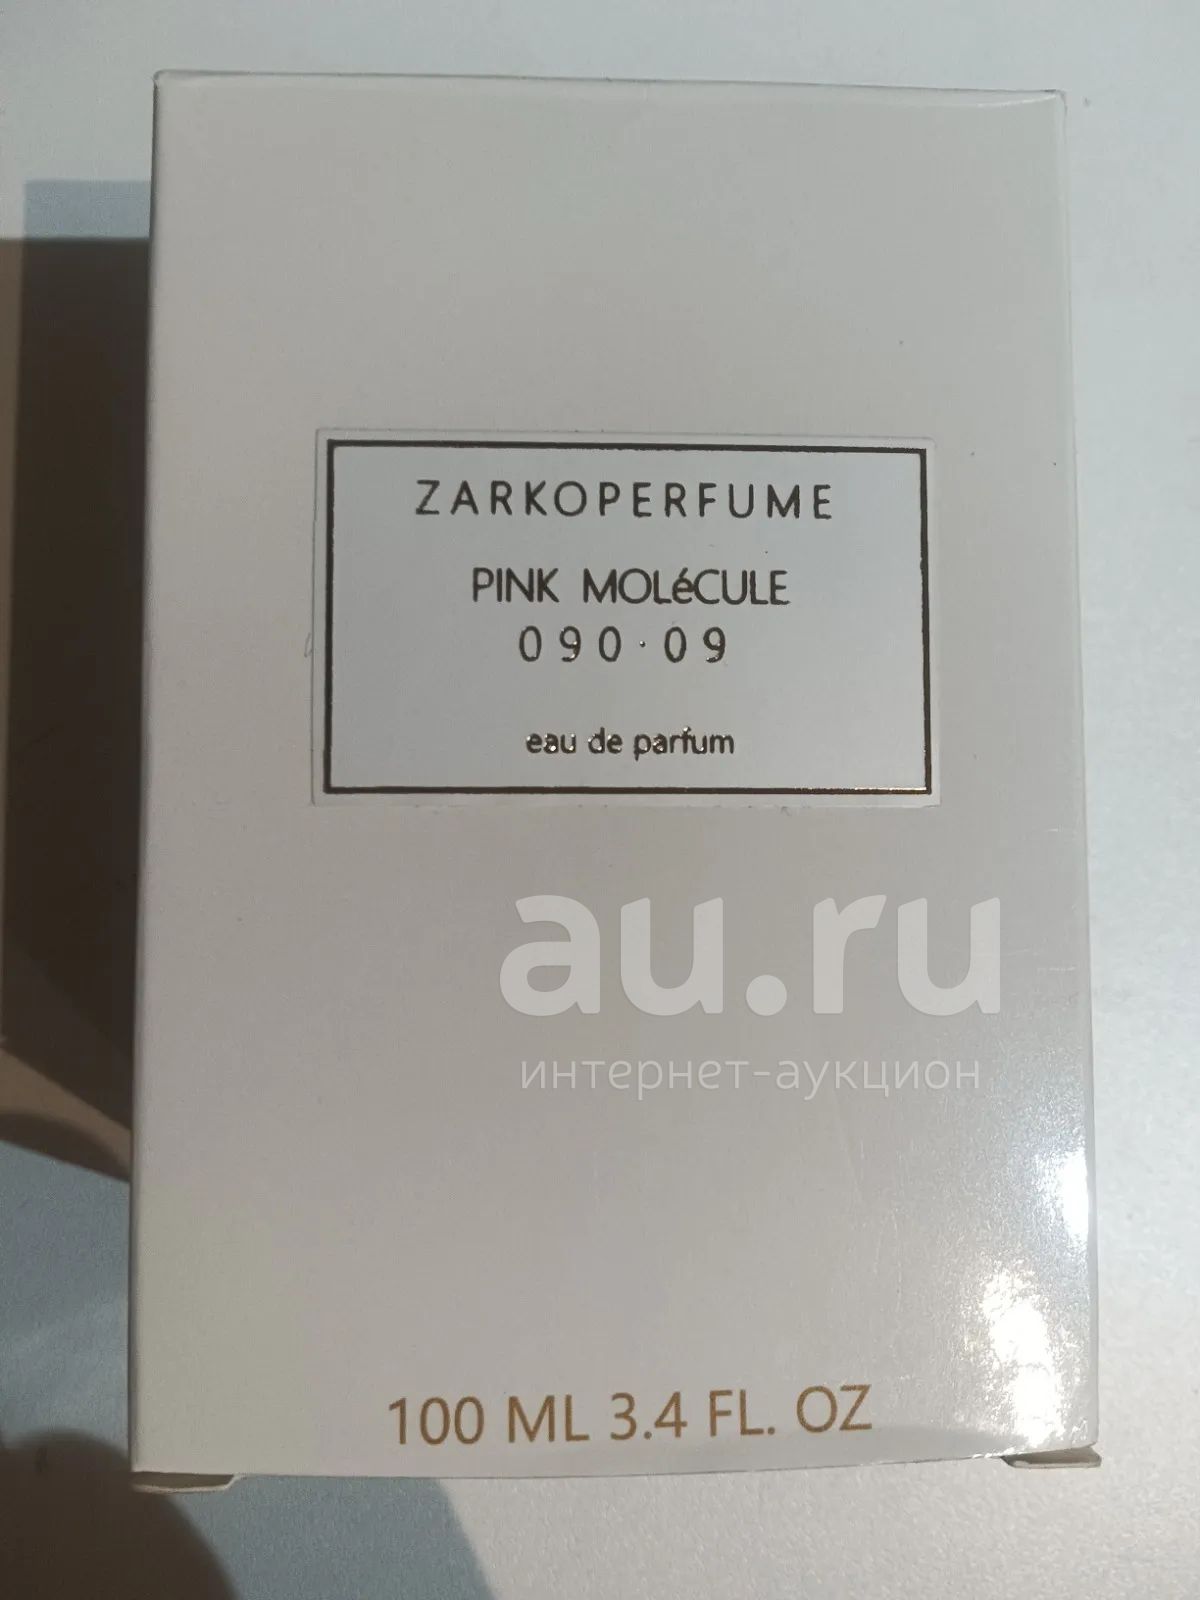 ZARKOPERFUME
PINK MOLéCULE
090·09
eau de parfum
au.ru
интернет-аукцион
100 ML 3.4 FL. OZ